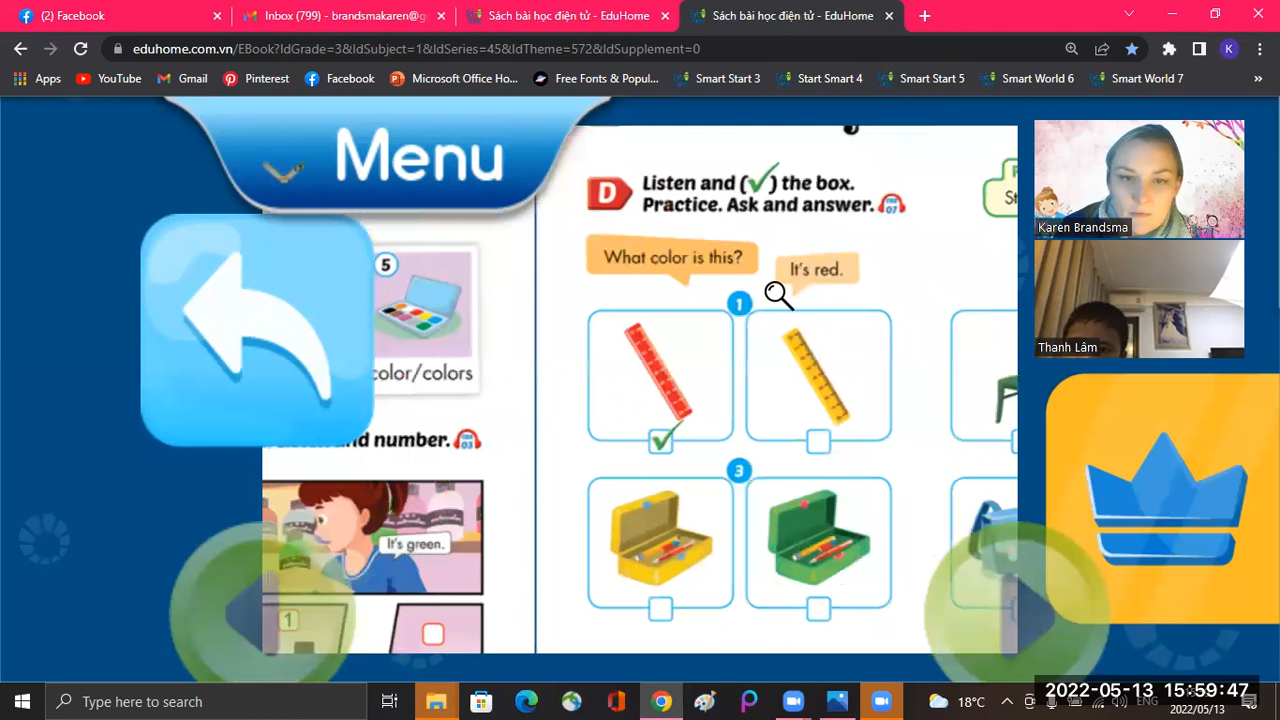 (2) Facebook
Inbox (799) - brandsmakaren@g
Sách bài học điện tử - EduHome
Sách bài học điện tử - EduHome
eduhome.com.vn/EBook?IdGrade=3&IdSubject=1&IdSeries=45&IdTheme=572&IdSupplement=0
K
Apps
YouTube
Gmail
Pinterest
Facebook
Microsoft Office Ho...
Free Fonts & Popul...
Smart Start 3
Start Smart 4
Smart Start 5
Smart World 6
Smart World 7
»
Menu
5
color/colors
and number.
It's green.
1
D Listen and (✓) the box.
Practice. Ask and answer.
What color is this?
It's red.
1
3
St
Karen Brandsma
Thanh Lâm
Type here to search
18°C
ENG
2022-05-13 15:59:47
2022/05/13